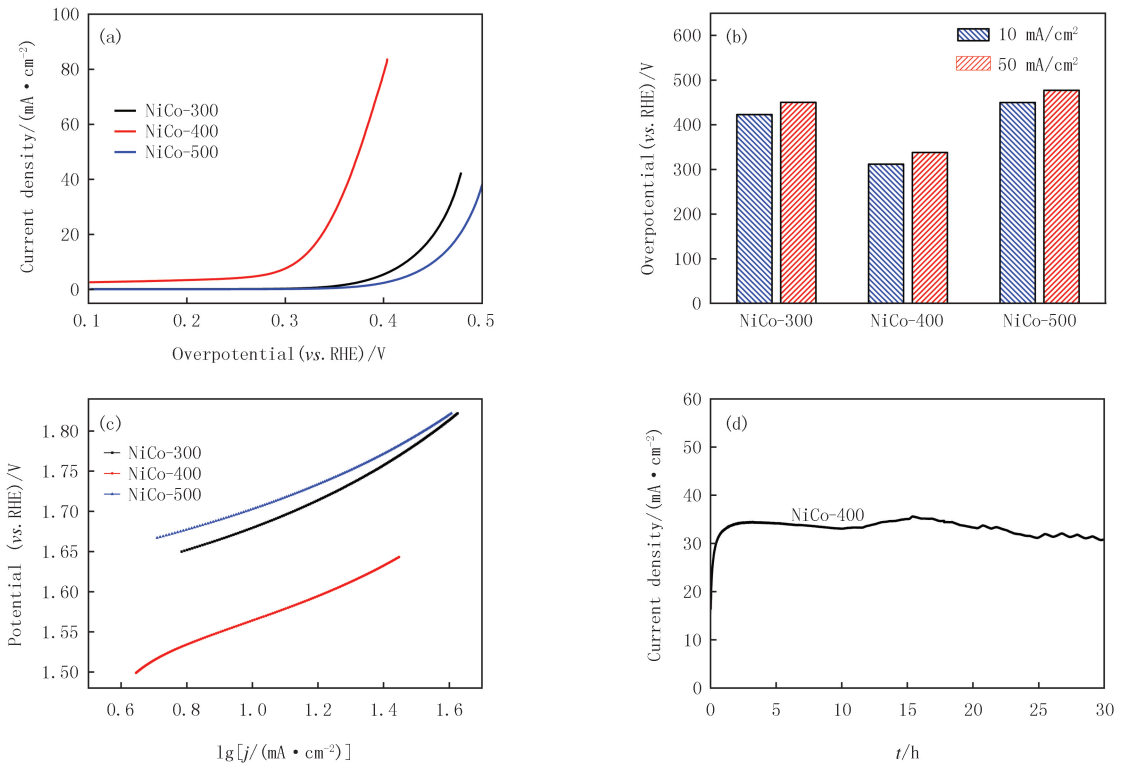 (a)
100
80
60
40
20
0
Current density/(mA·cm⁻²)
NiCo-300
NiCo-400
NiCo-500
0.1 0.2 0.3 0.4 0.5
Overpotential(vs.RHE)/V
(b)
10 mA/cm²
50 mA/cm²
600
500
400
300
200
100
0
Overpotential(vs.RHE)/V
NiCo-300 NiCo-400 NiCo-500
(c)
1.80
1.75
1.70
1.65
1.60
1.55
1.50
Potential (vs.RHE)/V
NiCo-300
NiCo-400
NiCo-500
0.6 0.8 1.0 1.2 1.4 1.6
lg[j/(mA·cm⁻²)]
(d)
60
50
40
30
20
10
0
Current density/(mA·cm⁻²)
NiCo-400
0 5 10 15 20 25 30
t/h